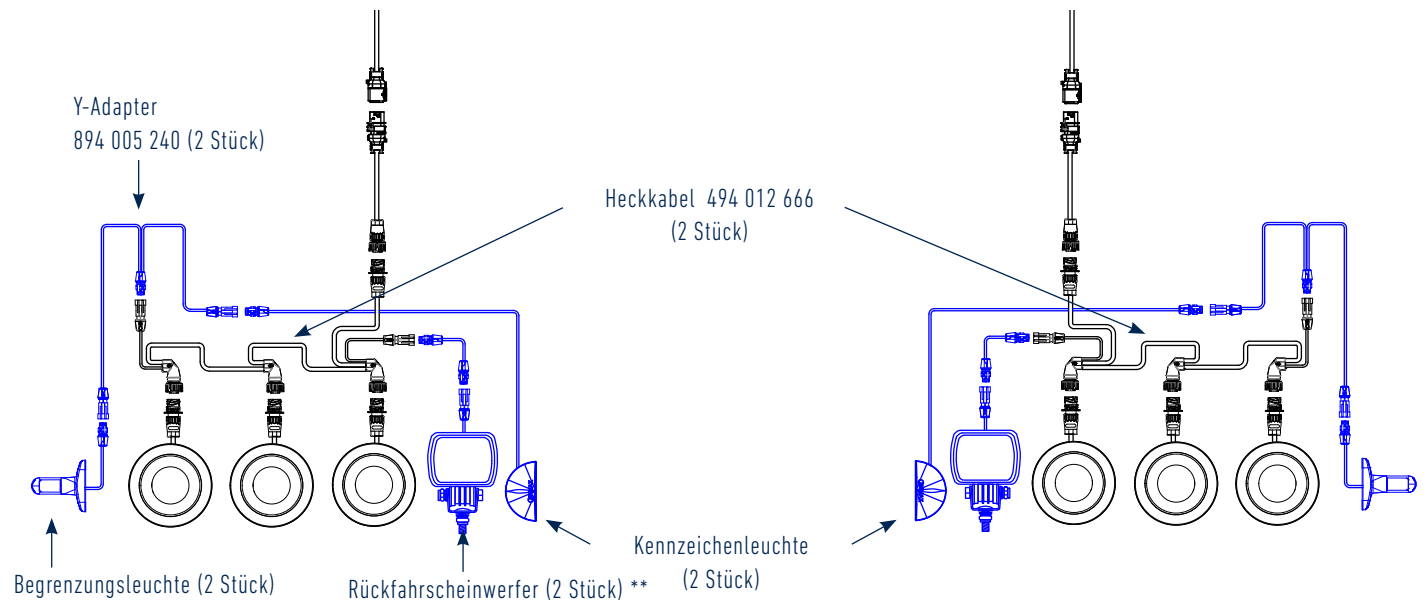 Y-Adapter
894 005 240 (2 Stück)
Heckkabel 494 012 666
(2 Stück)
Kennzeichenleuchte
(2 Stück)
Begrenzungsleuchte (2 Stück)
Rückfahrscheinwerfer (2 Stück) **